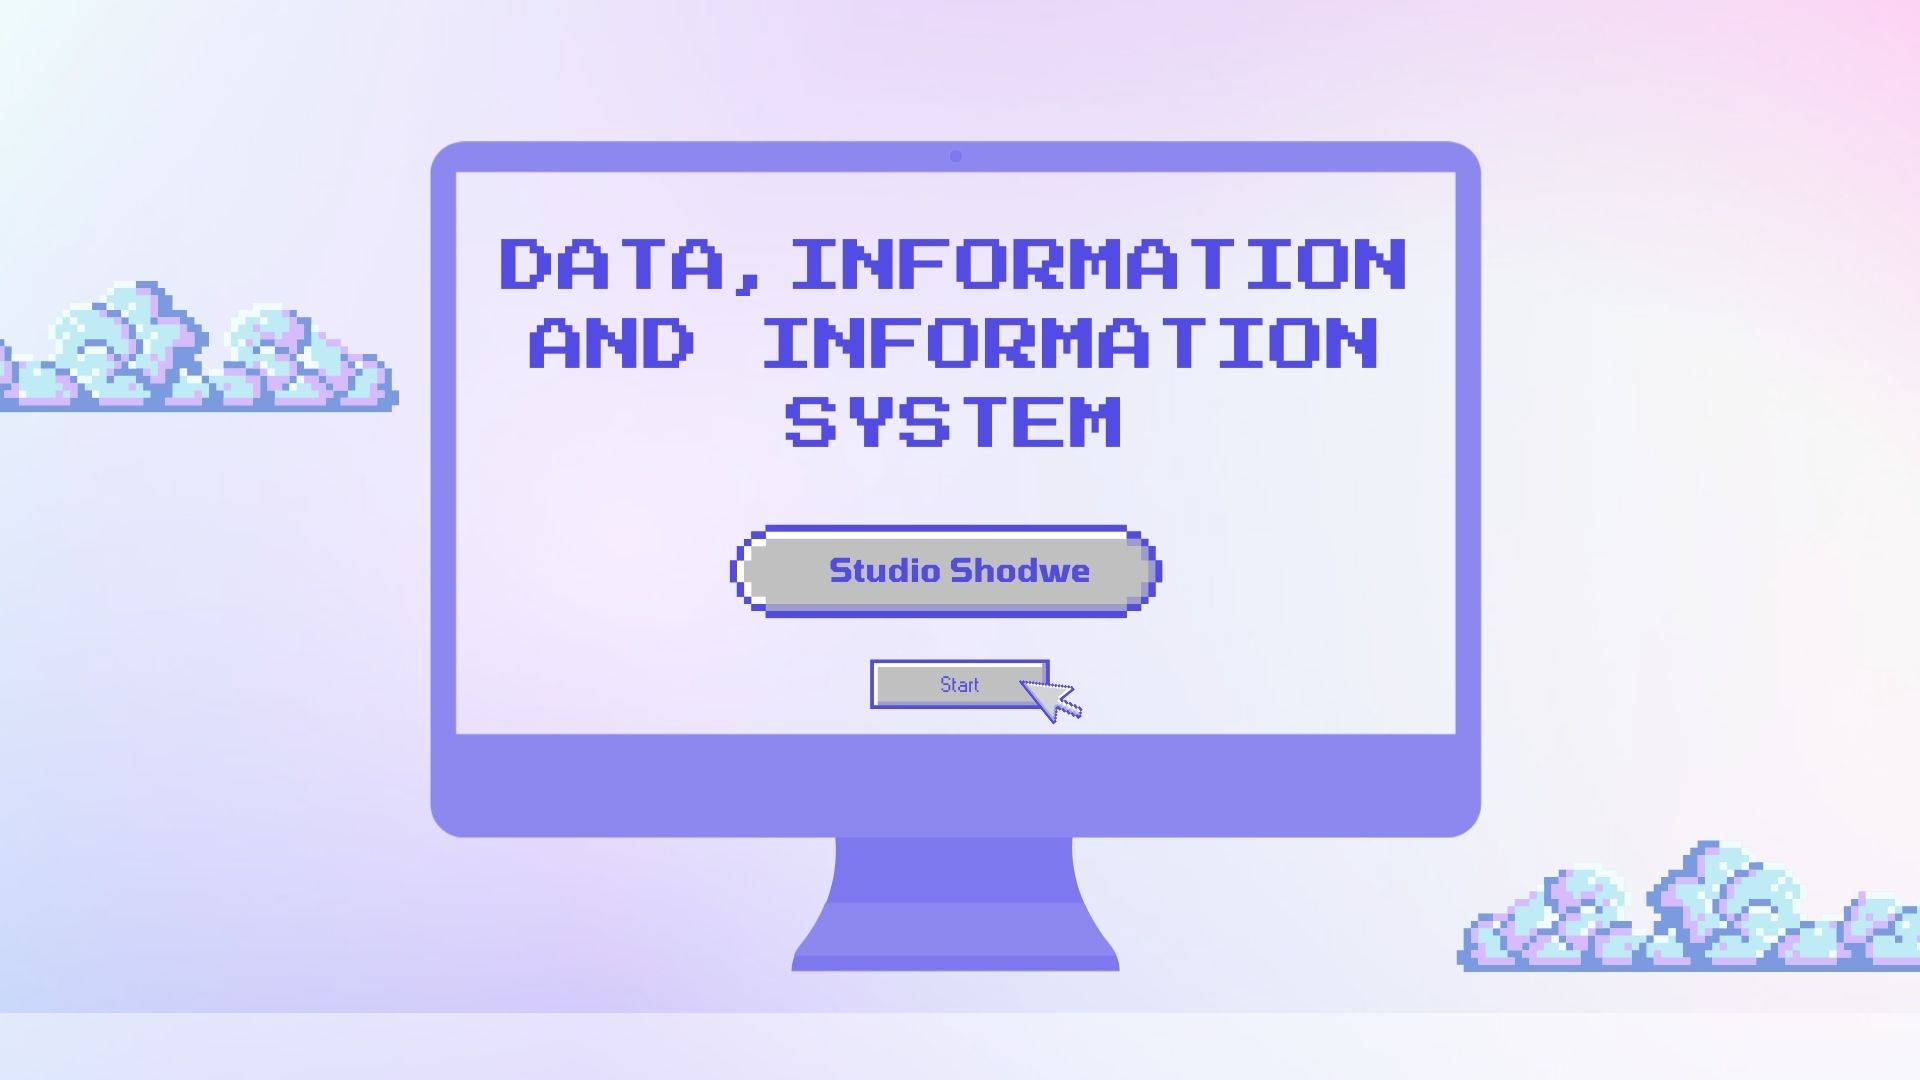 DATA, INFORMATION
AND INFORMATION
SYSTEM
Studio Shodwe
Start